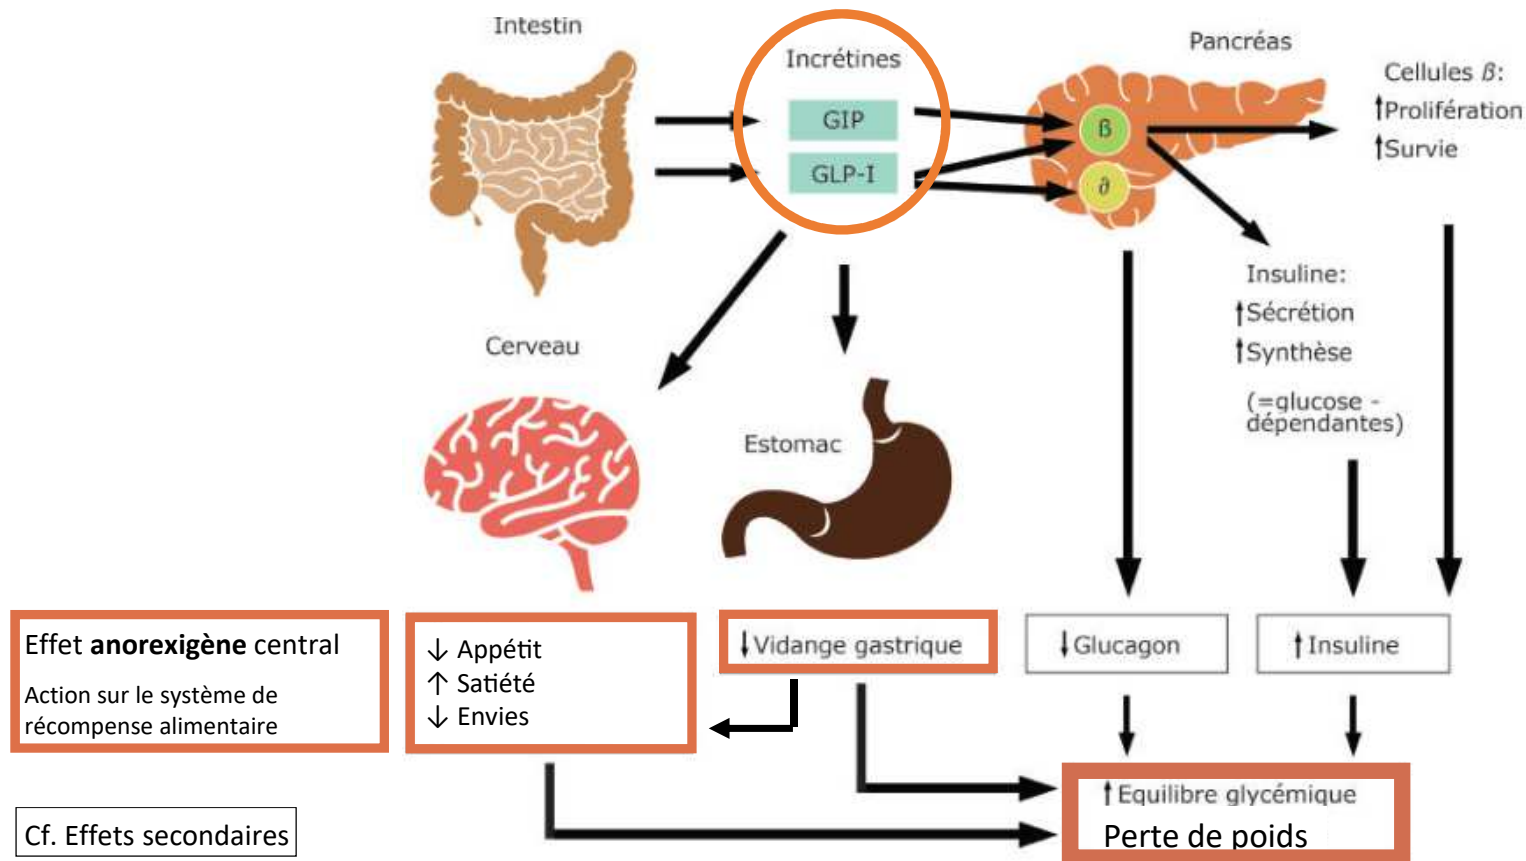 Intestin
Incrétines
GIP
GLP-I
Pancréas
ß
∂
Cellules ß:
↑Prolifération
↑Survie
Insuline:
↑Sécrétion
↑Synthèse
(=glucose -
dépendantes)
Cerveau
Estomac
Effet anorexigène central
Action sur le système de
récompense alimentaire
↓ Appétit
↑ Satiété
↓ Envies
↓Vidange gastrique
↓Glucagon
↑Insuline
↑Equilibre glycémique
Perte de poids
Cf. Effets secondaires